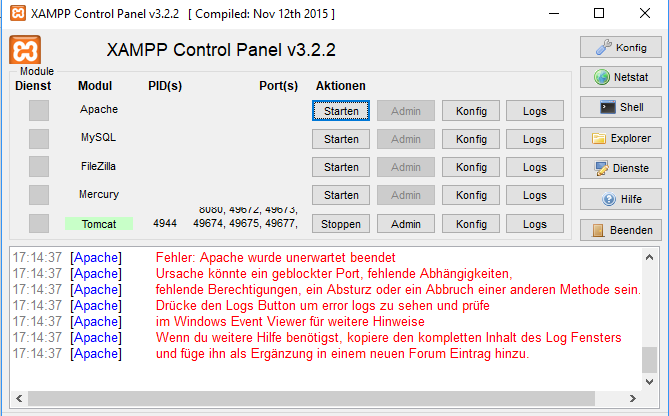 XAMPP Control Panel v3.2.2 [ Compiled: Nov 12th 2015 ]
XAMPP Control Panel v3.2.2
Konfig
Module
Dienst Modul PID(s) Port(s) Aktionen
Netstat
Apache Starten Admin Konfig Logs
Shell
MySQL Starten Admin Konfig Logs
Explorer
FileZilla Starten Admin Konfig Logs
Dienste
Mercury Starten Admin Konfig Logs
Hilfe
8080, 49672, 49673,
Tomcat 4944 49674, 49675, 49677, Stoppen Admin Konfig Logs
Beenden
17:14:37 [Apache] Fehler: Apache wurde unerwartet beendet
17:14:37 [Apache] Ursache könnte ein geblockter Port, fehlende Abhängigkeiten,
17:14:37 [Apache] fehlende Berechtigungen, ein Absturz oder ein Abbruch einer anderen Methode sein.
17:14:37 [Apache] Drücke den Logs Button um error logs zu sehen und prüfe
17:14:37 [Apache] im Windows Event Viewer für weitere Hinweise
17:14:37 [Apache] Wenn du weitere Hilfe benötigst, kopiere den kompletten Inhalt des Log Fensters
17:14:37 [Apache] und füge ihn als Ergänzung in einem neuen Forum Eintrag hinzu.